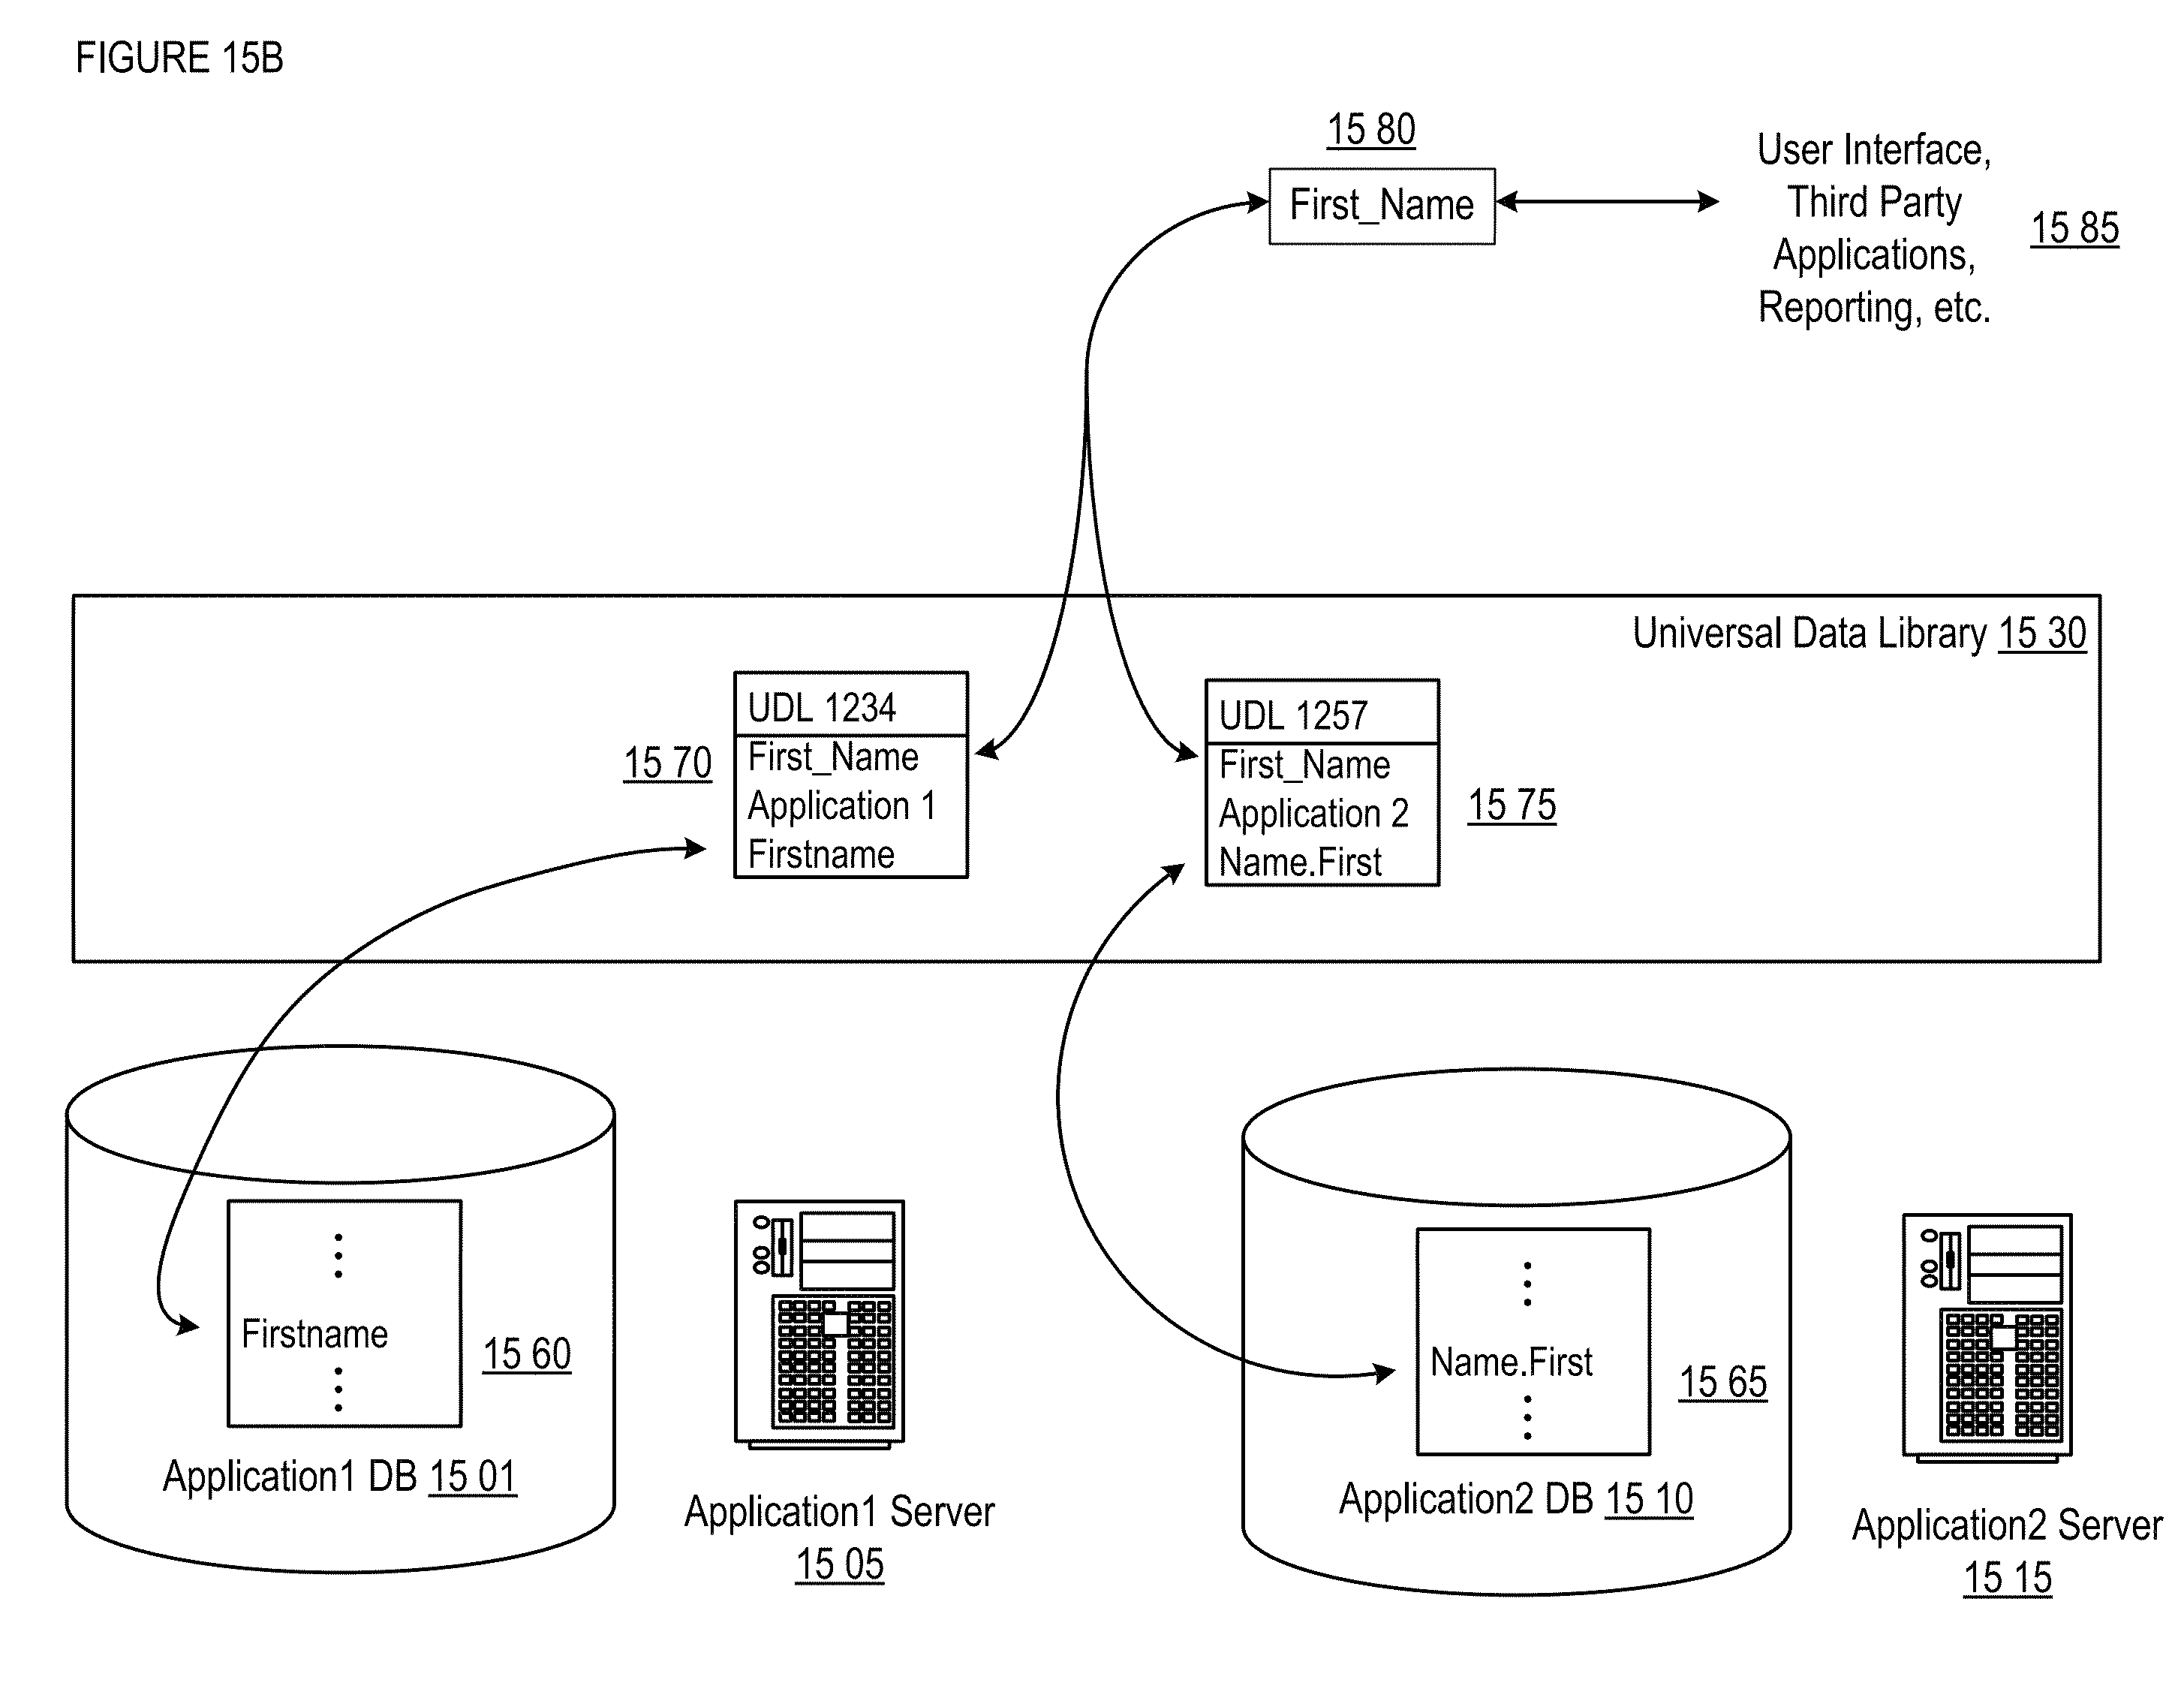 FIGURE 15B
15 80
First_Name
User Interface,
Third Party
Applications,
Reporting, etc.
15 85
Universal Data Library 15 30
UDL 1234
First_Name
Application 1
Firstname
15 70
UDL 1257
First_Name
Application 2
Name.First
15 75
Firstname
15 60
Application1 DB 15 01
Application1 Server
15 05
Name.First
15 65
Application2 DB 15 10
Application2 Server
15 15